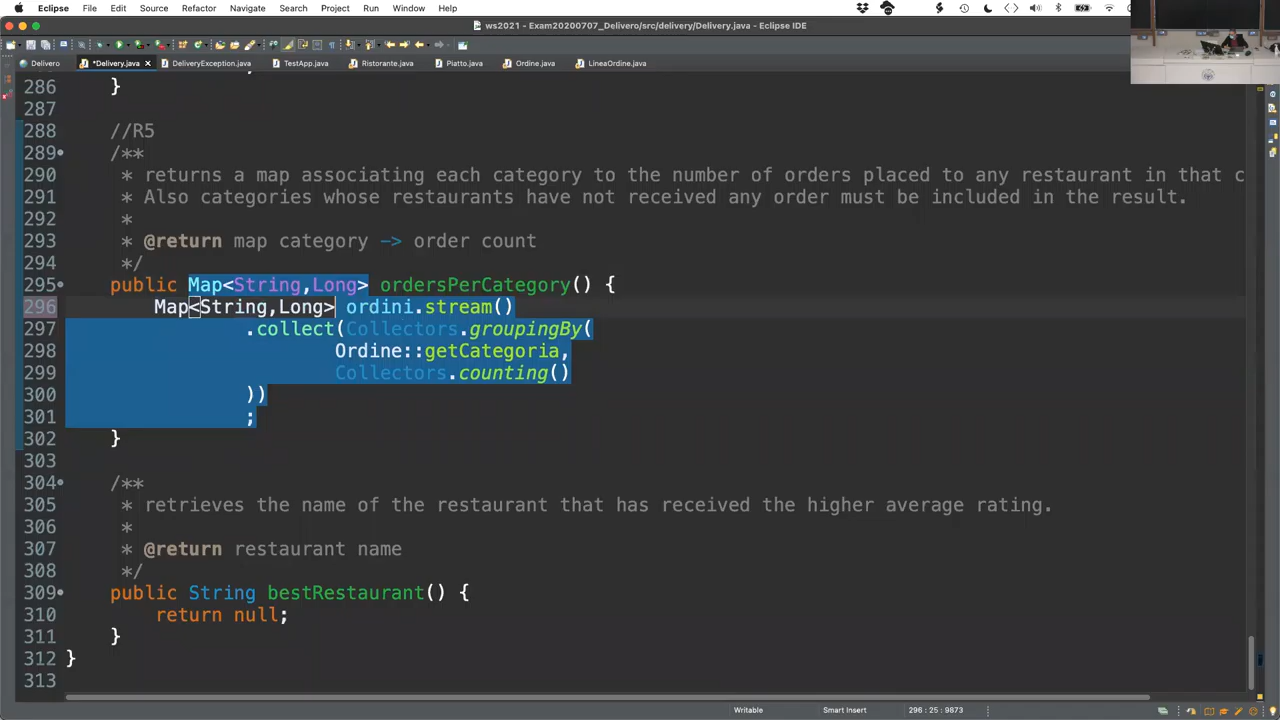 Eclipse File Edit Source Refactor Navigate Search Project Run Window Help
ws2021 - Exam20200707_Delivero/src/delivery/Delivery.java - Eclipse IDE
Delivero *Delivery.java DeliveryException.java TestApp.java Ristorante.java Piatto.java Ordine.java LineaOrdine.java
286 }
287
288 //R5
289 /**
290 * returns a map associating each category to the number of orders placed to any restaurant in that c
291 * Also categories whose restaurants have not received any order must be included in the result.
292 *
293 * @return map category -> order count
294 */
295 public Map<String,Long> ordersPerCategory() {
296 Map<String,Long> ordini.stream()
297 .collect(Collectors.groupingBy(
298 Ordine::getCategoria,
299 Collectors.counting()
300 ))
301 ;
302 }
303
304 /**
305 * retrieves the name of the restaurant that has received the higher average rating.
306 *
307 * @return restaurant name
308 */
309 public String bestRestaurant() {
310 return null;
311 }
312 }
313
Writable Smart Insert 296 : 25 : 9873